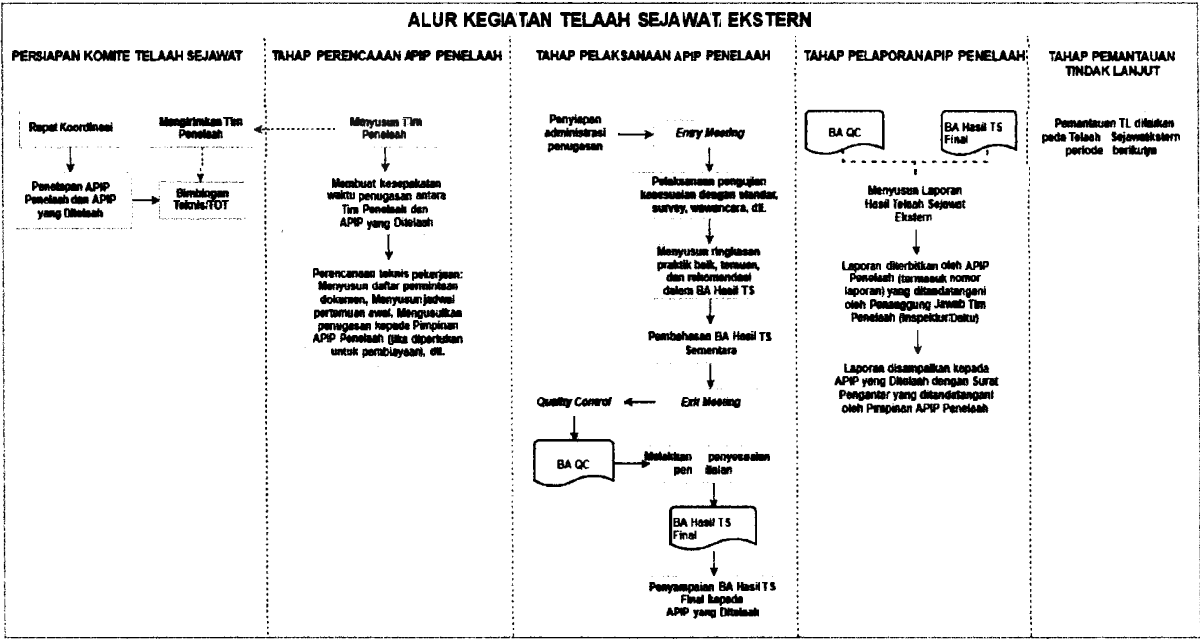 ALUR KEGIATAN TELAAH SEJAWAT EKSTERN
PERSIAPAN KOMITE TELAAH SEJAWAT
Rapat Koordinasi
Mengirimkan Tim
Penelaah
Penetapan APIP
Penelaah dan APIP
yang Ditelaah
Bimbingan
Teknis/TOT
TAHAP PERENCAAAN APIP PENELAAH
Menyusun Tim
Penelaah
Membuat kesepakatan
waktu penugasan antara
Tim Penelaah dan
APIP yang Ditelaah
Perencanaan teknis pekerjaan:
Menyusun daftar permintaan
dokumen, Menyusun jadwal
pertemuan awal, Mengusulkan
penugasan kepada Pimpinan
APIP Penelaah (jika diperlukan
untuk pembiayaan), dll.
TAHAP PELAKSANAAN APIP PENELAAH
Penyiapan
administrasi
penugasan
Entry Meeting
Pelaksanaan pengujian
kesesuaian dengan standar,
survey, wawancara, dll.
Menyusun ringkasan
praktik baik, temuan,
dan rekomendasi
dalam BA Hasil TS
Pembahasan BA Hasil TS
Sementara
Quality Control
Exit Meeting
BA QC
Melakkan penyesuaian
pen ilaian
BA Hasil TS
Final
Penyampaian BA Hasil TS
Final kepada
APIP yang Ditelaah
TAHAP PELAPORAN APIP PENELAAH
BA QC
BA Hasil TS
Final
Menyusun Laporan
Hasil Telaah Sejawat
Ekstern
Laporan diterbitkan oleh APIP
Penelaah (termasuk nomor
laporan) yang ditandatangani
oleh Penanggung Jawab Tim
Penelaah (Inspektur/Daltu)
Laporan disampaikan kepada
APIP yang Ditelaah dengan Surat
Pengantar yang ditandatangani
oleh Pimpinan APIP Penelaah
TAHAP PEMANTAUAN
TINDAK LANJUT
Pemantauan TL dilakukan
pada Telaah Sejawat ekstern
periode berikutnya